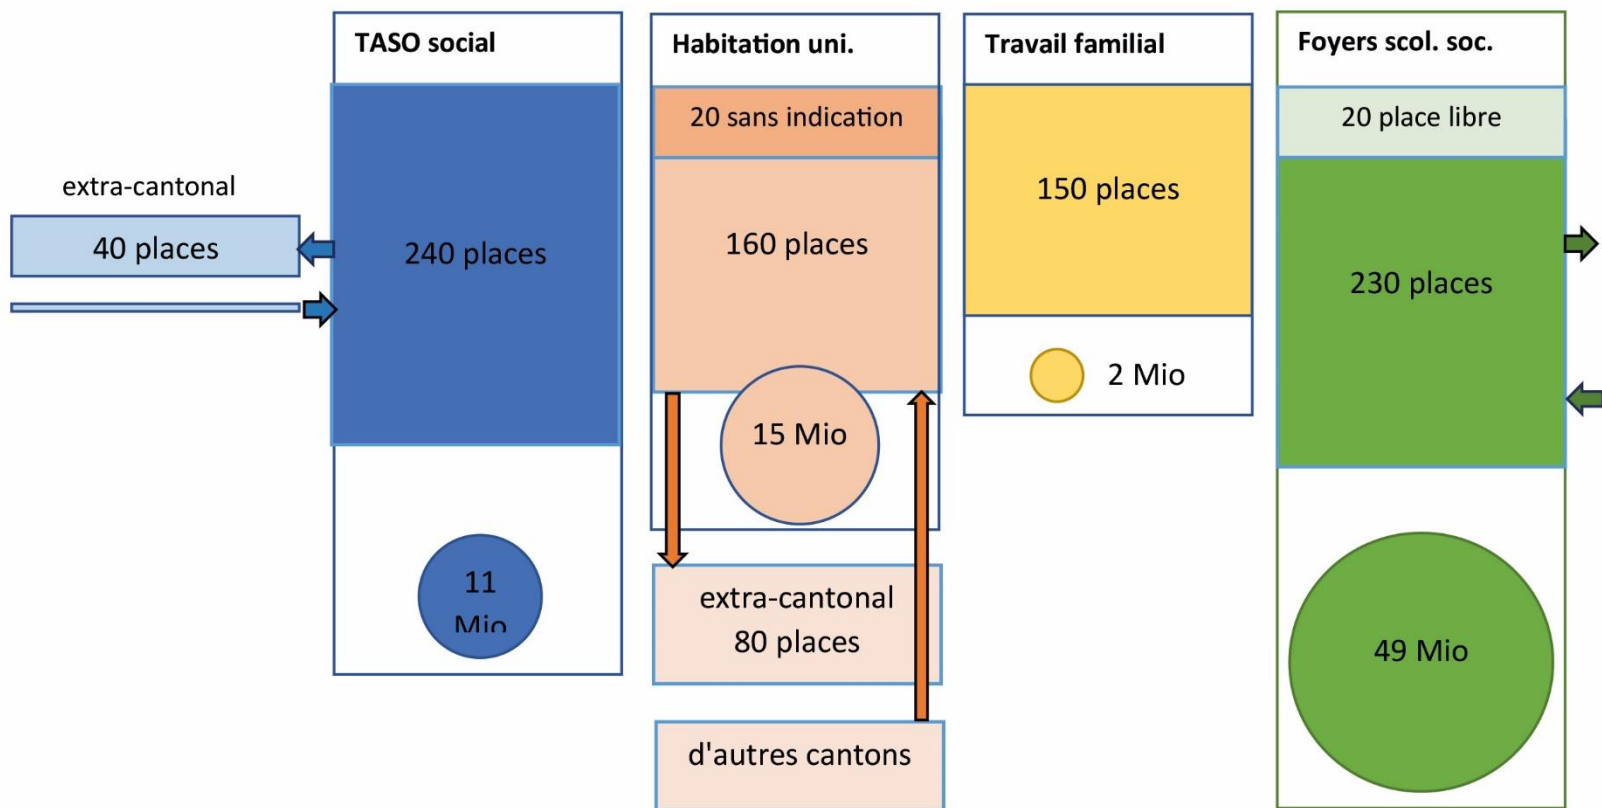 TASO social
Habitation uni.
Travail familial
Foyers scol. soc.
20 sans indication
20 place libre
extra-cantonal
40 places
240 places
160 places
150 places
230 places
2 Mio
15 Mio
11
Mio
extra-cantonal
80 places
49 Mio
d'autres cantons